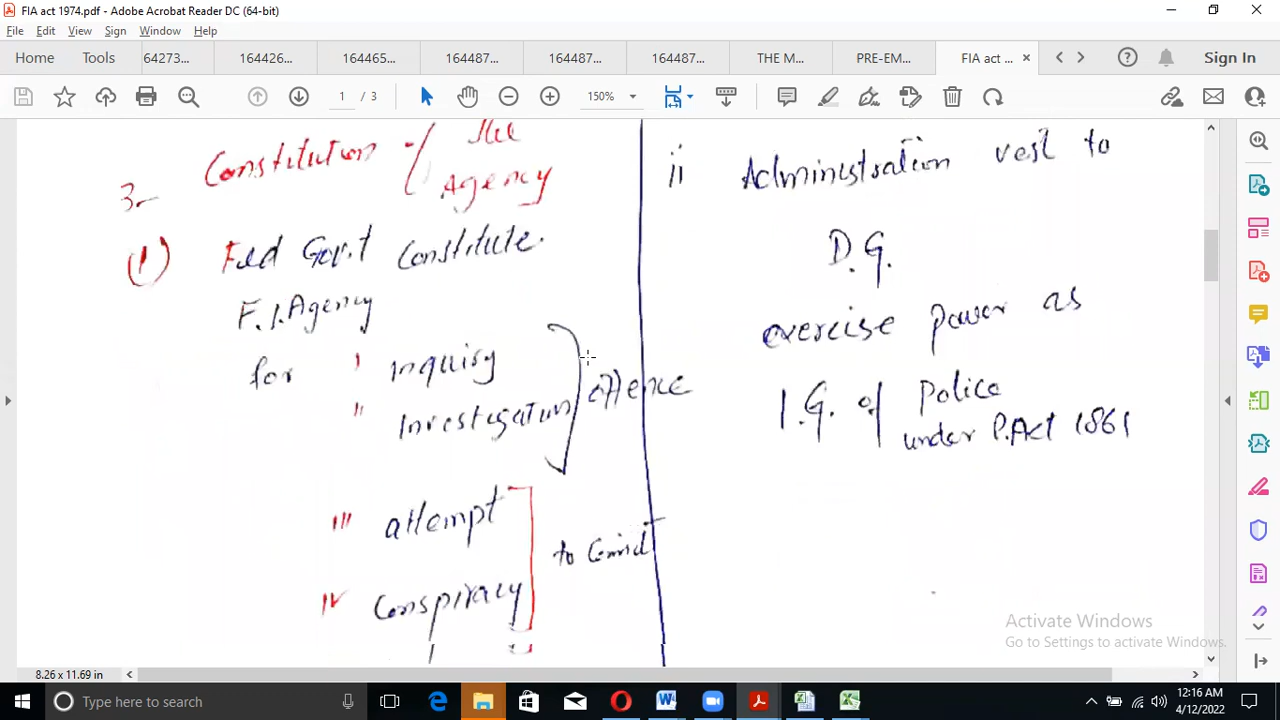 FIA act 1974.pdf - Adobe Acrobat Reader DC (64-bit)
File Edit View Sign Window Help
Home Tools 64273... 164426... 164465... 164487... 164487... 164487... THE M... PRE-EM... FIA act ... Sign In
1 / 3 150%
3- Constitution of the Agency
(1) Fed Gov.t Constitute.
F.I.Agency
for
I inquiry
II Investigation
offence
III attempt
IV Conspiracy
to
ii Administration vest to
D.G.
exercise power as
I.G. of Police
under P.Act 1861
Activate Windows
Go to Settings to activate Windows.
8.26 x 11.69 in
Type here to search
12:16 AM
4/12/2022